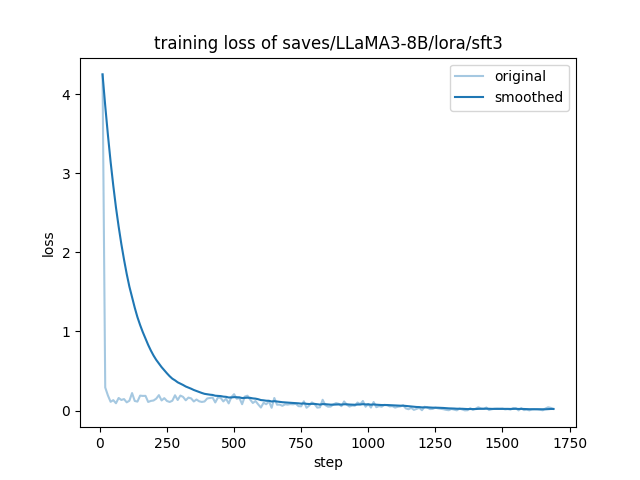 training loss of saves/LLaMA3-8B/lora/sft3
original
smoothed
4
3
2
1
0
loss
0 250 500 750 1000 1250 1500 1750
step